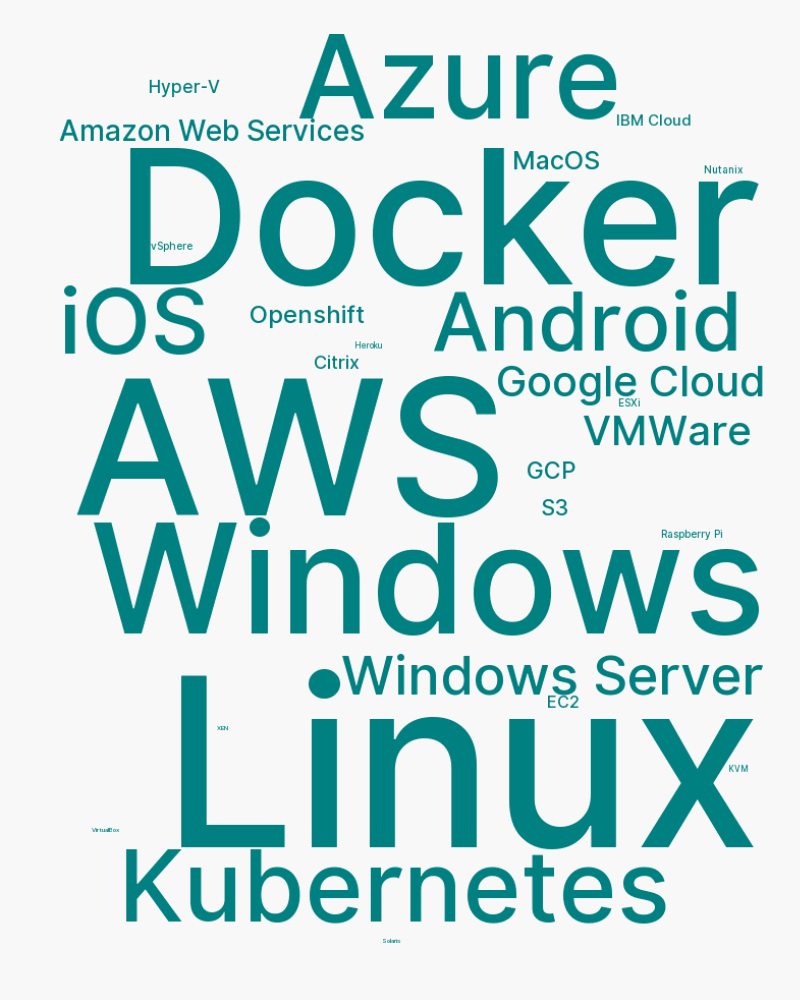 Azure
Hyper-V
IBM Cloud
Amazon Web Services
MacOS
Nutanix
Docker
vSphere
iOS
Openshift
Android
Heroku
Citrix
Google Cloud
ESXi
VMWare
AWS
GCP
S3
Raspberry Pi
Windows
Windows Server
EC2
XEN
Linux
KVM
VirtualBox
Kubernetes
Solaris